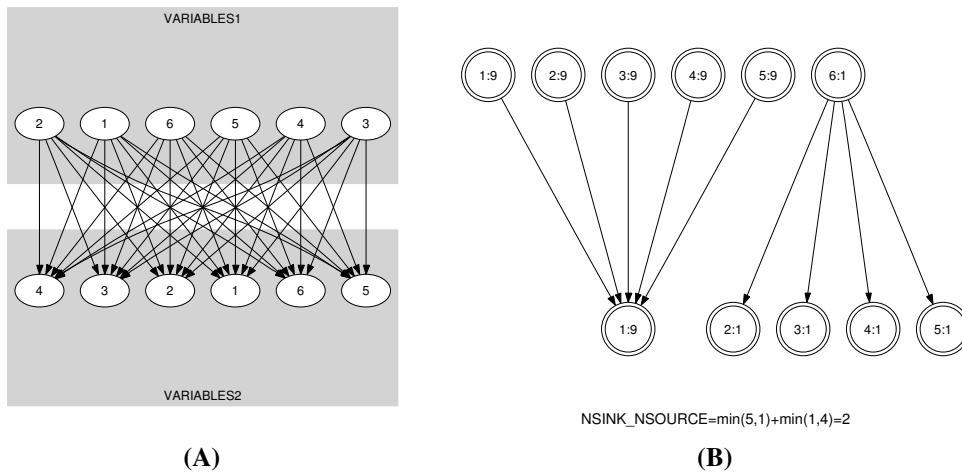 VARIABLES1
2 1 6 5 4 3
4 3 2 1 6 5
VARIABLES2
(A)
1:9 2:9 3:9 4:9 5:9 6:1
1:9 2:1 3:1 4:1 5:1
NSINK_NSOURCE=min(5,1)+min(1,4)=2
(B)